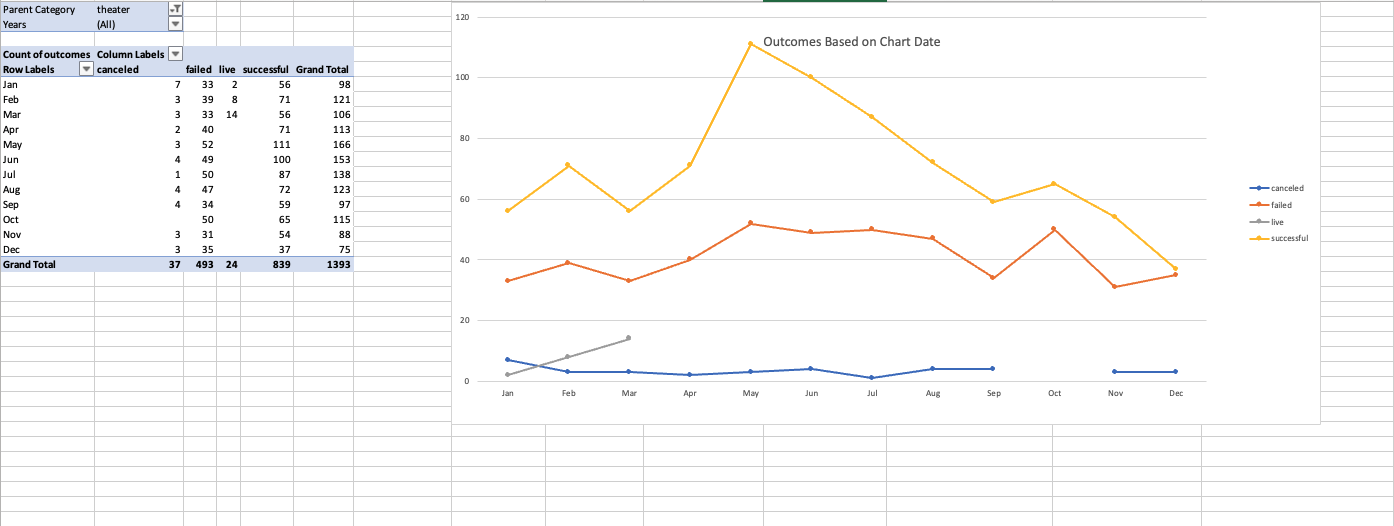 Parent Category theater
Years (All)
Count of outcomes Column Labels
Row Labels canceled failed live successful Grand Total
Jan 7 33 2 56 98
Feb 3 39 8 71 121
Mar 3 33 14 56 106
Apr 2 40 71 113
May 3 52 111 166
Jun 4 49 100 153
Jul 1 50 87 138
Aug 4 47 72 123
Sep 4 34 59 97
Oct 50 65 115
Nov 3 31 54 88
Dec 3 35 37 75
Grand Total 37 493 24 839 1393
Outcomes Based on Chart Date
120
100
80
60
40
20
0
Jan Feb Mar Apr May Jun Jul Aug Sep Oct Nov Dec
canceled
failed
live
successful